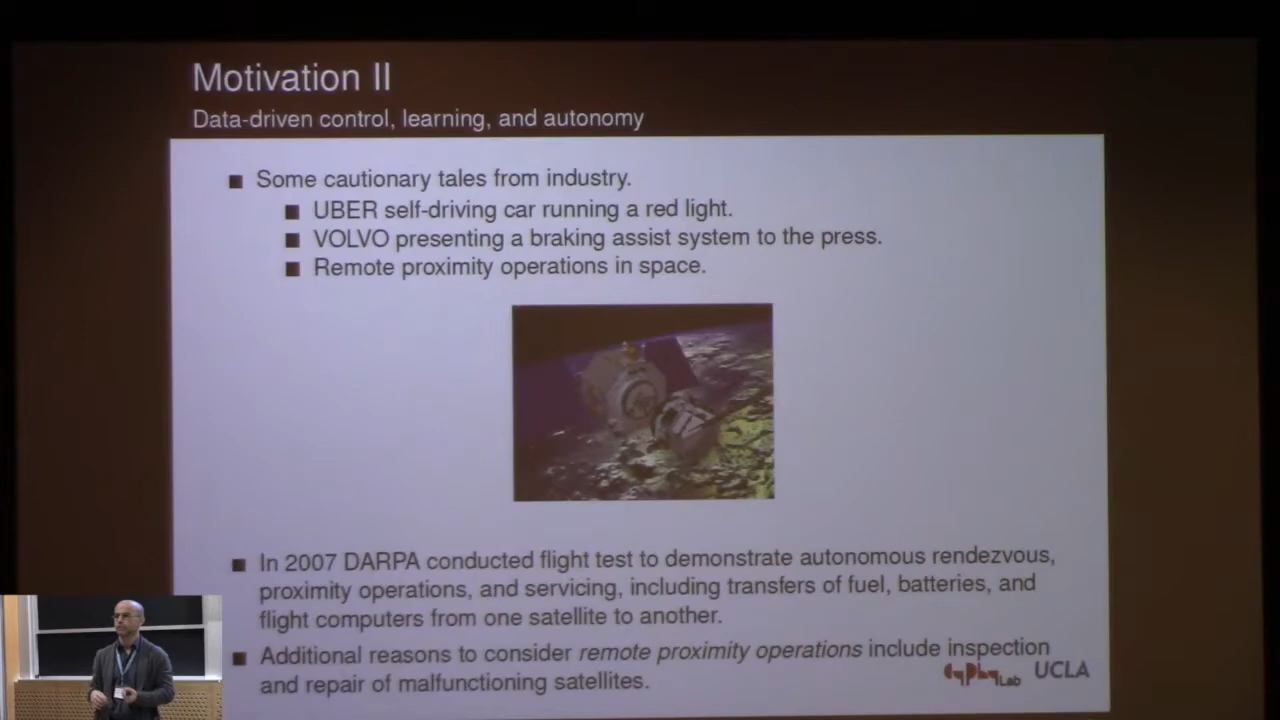 Motivation II
Data-driven control, learning, and autonomy
Some cautionary tales from industry.
UBER self-driving car running a red light.
VOLVO presenting a braking assist system to the press.
Remote proximity operations in space.
In 2007 DARPA conducted flight test to demonstrate autonomous rendezvous,
proximity operations, and servicing, including transfers of fuel, batteries, and
flight computers from one satellite to another.
Additional reasons to consider remote proximity operations include inspection
and repair of malfunctioning satellites.
CyPhyLab UCLA